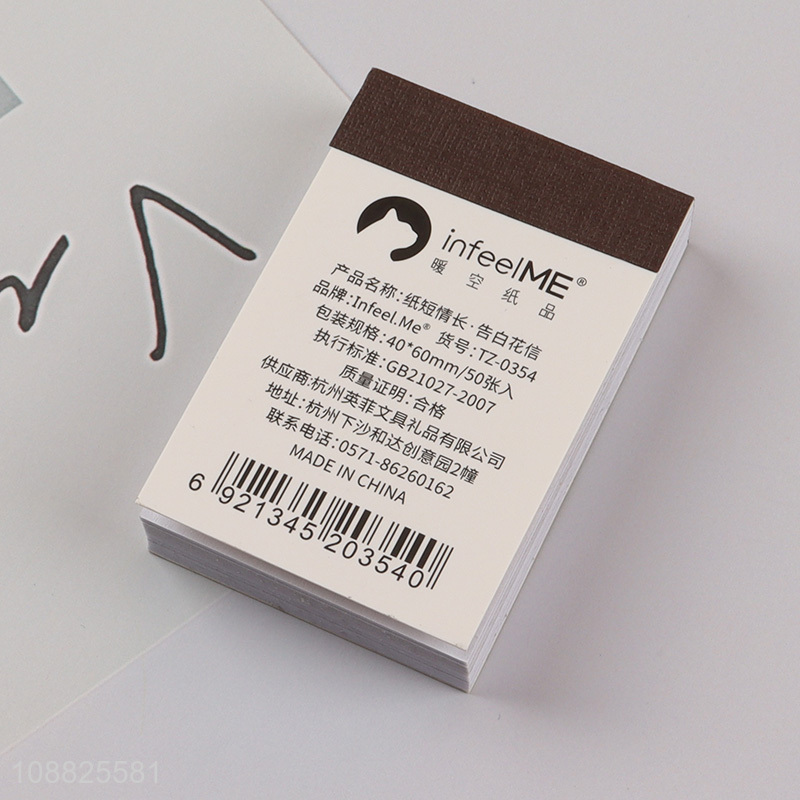 infeelME®
暖空纸品
产品名称:纸短情长·告白花信
品牌:Infeel.Me® 货号:TZ-0354
包装规格:40*60mm/50张入
执行标准:GB21027-2007
质量证明:合格
供应商:杭州英菲文具礼品有限公司
地址:杭州下沙和达创意园2幢
联系电话:0571-86260162
MADE IN CHINA
6 921345 203540
108825581